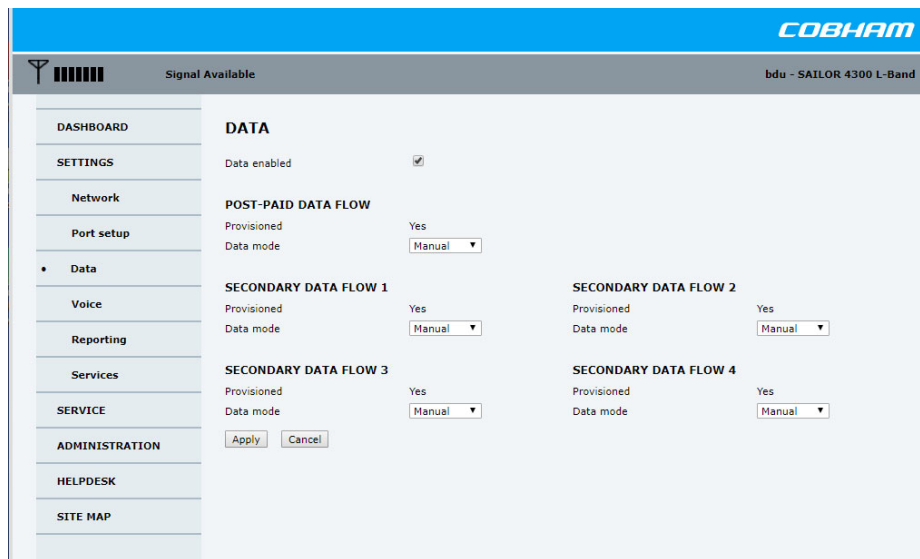 COBHAM
Signal Available
bdu - SAILOR 4300 L-Band
DASHBOARD
SETTINGS
Network
Port setup
Data
Voice
Reporting
Services
SERVICE
ADMINISTRATION
HELPDESK
SITE MAP
DATA
Data enabled
POST-PAID DATA FLOW
Provisioned Yes
Data mode Manual
SECONDARY DATA FLOW 1
Provisioned Yes
Data mode Manual
SECONDARY DATA FLOW 2
Provisioned Yes
Data mode Manual
SECONDARY DATA FLOW 3
Provisioned Yes
Data mode Manual
SECONDARY DATA FLOW 4
Provisioned Yes
Data mode Manual
Apply Cancel